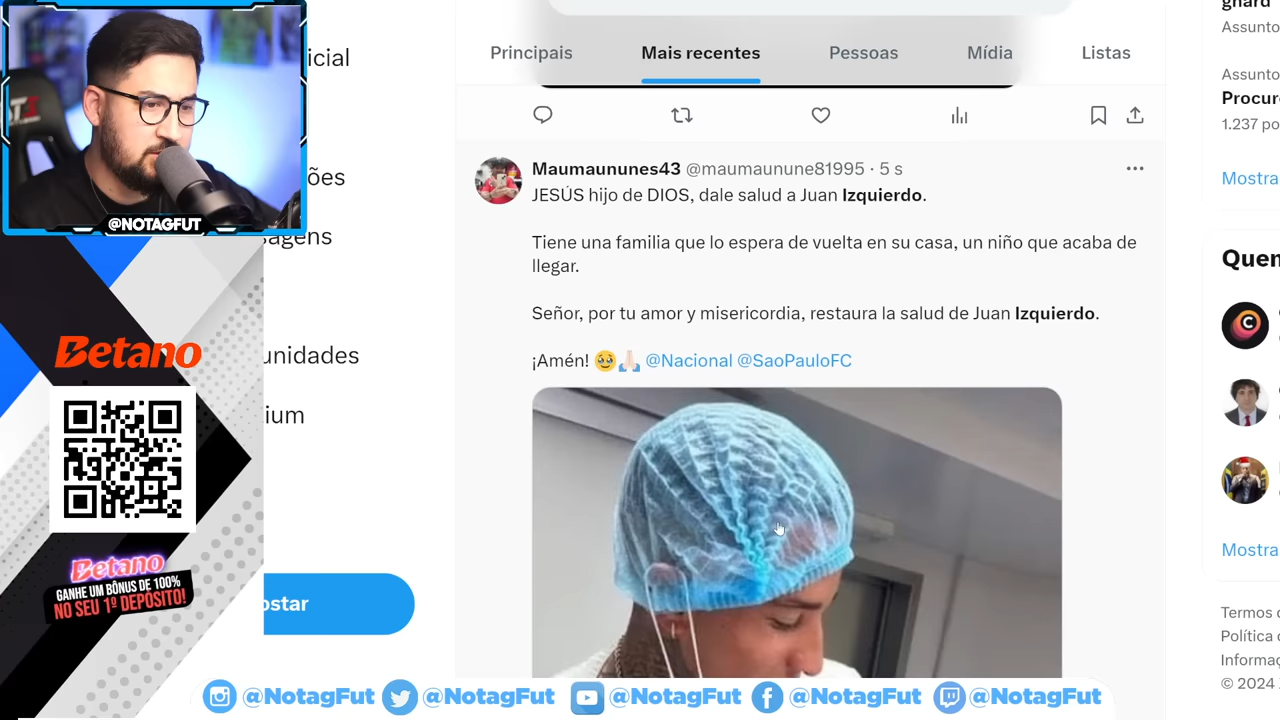 @NOTAGFUT
icial
ões
unidades
ium
ostar
Betano
Betano
GANHE UM BÔNUS DE 100%
NO SEU 1º DEPÓSITO!
Principais
Mais recentes
Pessoas
Mídia
Listas
Maumaununes43 @maumaunune81995 · 5 s
JESÚS hijo de DIOS, dale salud a Juan Izquierdo.
Tiene una familia que lo espera de vuelta en su casa, un niño que acaba de
llegar.
Señor, por tu amor y misericordia, restaura la salud de Juan Izquierdo.
¡Amén! 🥹🙏🏻 @Nacional @SaoPauloFC
Assunto
Assunto
Procur
1.237 po
Mostra
Quen
Mostra
Termos d
Política d
Informaç
© 2024
@NotagFut @NotagFut @NotagFut @NotagFut @NotagFut